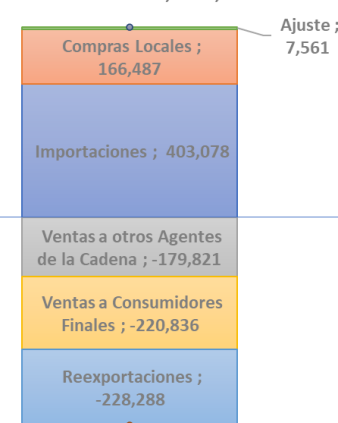 Ajuste ;
7,561
Compras Locales ;
166,487
Importaciones ; 403,078
Ventas a otros Agentes
de la Cadena ; -179,821
Ventas a Consumidores
Finales ; -220,836
Reexportaciones ;
-228,288